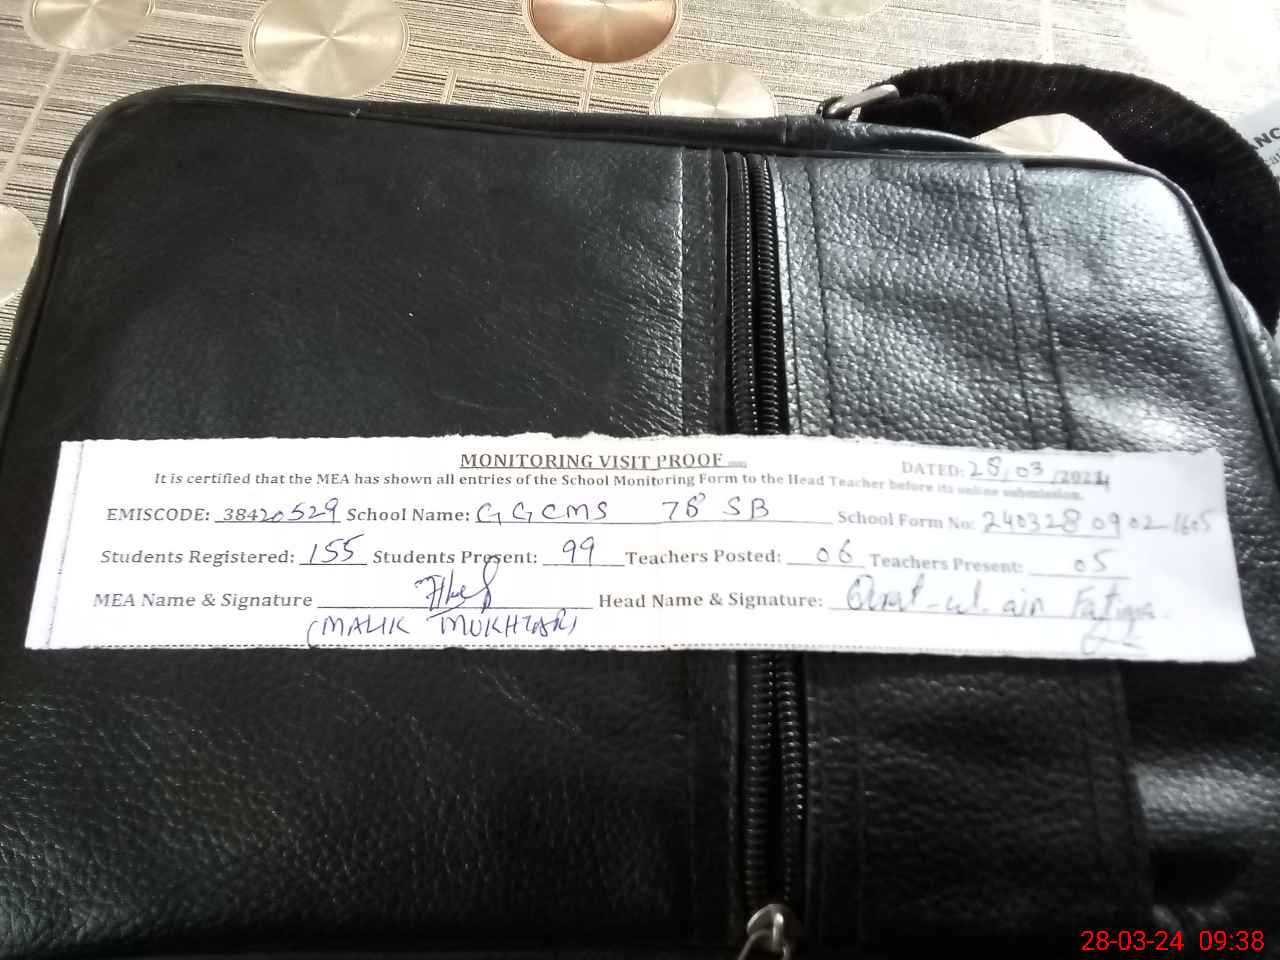 MONITORING VISIT PROOF
DATED: 28/03/2024
It is certified that the MEA has shown all entries of the School Monitoring Form to the Head Teacher before its online submission.
EMISCODE: 38420529 School Name: GGCMS 78 SB School Form No: 240328 0902-1605
Students Registered: 155 Students Present: 99 Teachers Posted: 06 Teachers Present: 05
MEA Name & Signature Head Name & Signature: Qurat-ul-ain Fatima
(MALIK MUKHTAR)
28-03-24 09:38